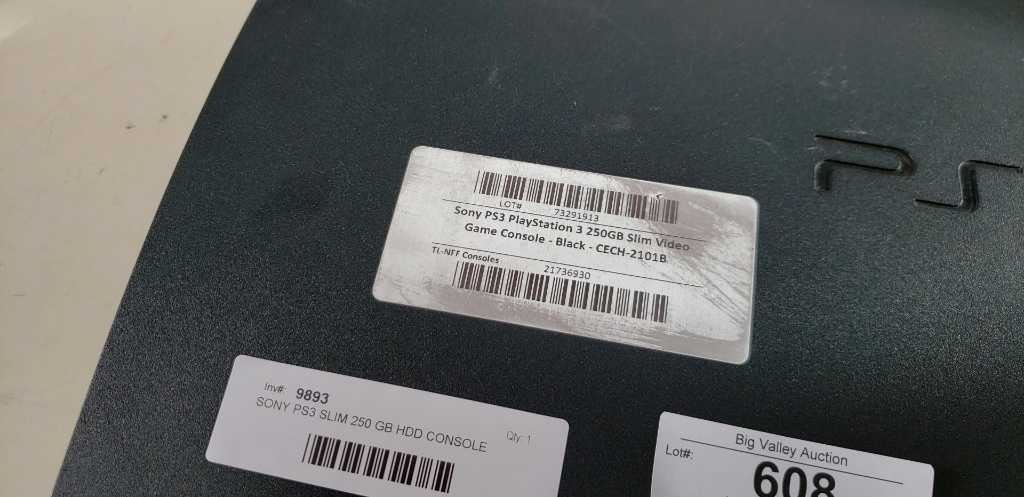 PS
LOT# 73291913
Sony PS3 PlayStation 3 250GB Slim Video
Game Console - Black - CECH-2101B
TL-NFF Consoles 21736930
Inv#: 9893
SONY PS3 SLIM 250 GB HDD CONSOLE
Qty: 1
Big Valley Auction
Lot#:
608